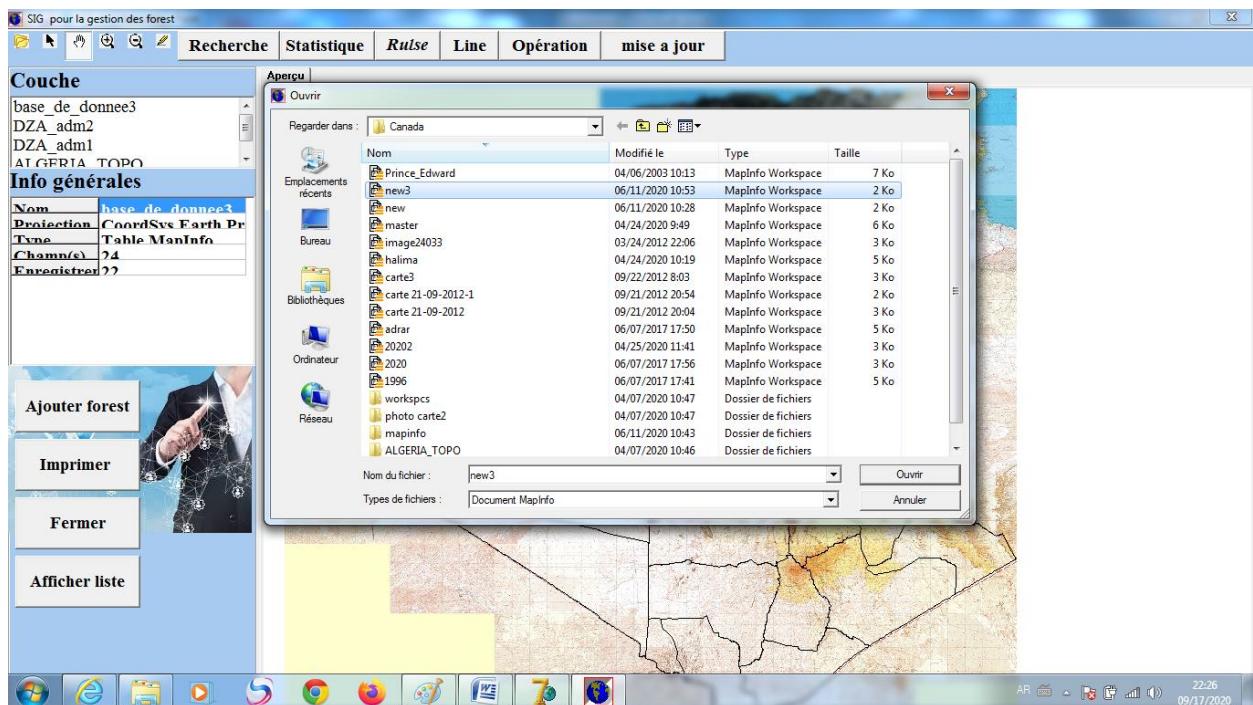 SIG pour la gestion des forest
Recherche Statistique Rulse Line Opération mise a jour
Couche
base_de_donnee3
DZA_adm2
DZA_adm1
ALGERIA_TOPO
Info générales
Nom base_de_donnee3
Projection CoordSys Earth Pr
Type Table MapInfo
Champ(s) 24
Enregistrer 22
Ajouter forest
Imprimer
Fermer
Afficher liste
Aperçu
Ouvrir
Regarder dans : Canada
Emplacements récents
Bureau
Bibliothèques
Ordinateur
Réseau
Nom Modifié le Type Taille
Prince_Edward 04/06/2003 10:13 MapInfo Workspace 7 Ko
new3 06/11/2020 10:53 MapInfo Workspace 2 Ko
new 06/11/2020 10:28 MapInfo Workspace 2 Ko
master 04/24/2020 9:49 MapInfo Workspace 6 Ko
image24033 03/24/2012 22:06 MapInfo Workspace 3 Ko
halima 04/24/2020 10:19 MapInfo Workspace 5 Ko
carte3 09/22/2012 8:03 MapInfo Workspace 3 Ko
carte 21-09-2012-1 09/21/2012 20:54 MapInfo Workspace 2 Ko
carte 21-09-2012 09/21/2012 20:04 MapInfo Workspace 3 Ko
adrar 06/07/2017 17:50 MapInfo Workspace 5 Ko
20202 04/25/2020 11:41 MapInfo Workspace 3 Ko
2020 06/07/2017 17:56 MapInfo Workspace 3 Ko
1996 06/07/2017 17:41 MapInfo Workspace 5 Ko
workspcs 04/07/2020 10:47 Dossier de fichiers
photo carte2 04/07/2020 10:47 Dossier de fichiers
mapinfo 06/11/2020 10:43 Dossier de fichiers
ALGERIA_TOPO 04/07/2020 10:46 Dossier de fichiers
Nom du fichier : new3 Ouvrir
Types de fichiers : Document MapInfo Annuler
AR 22:26
09/17/2020